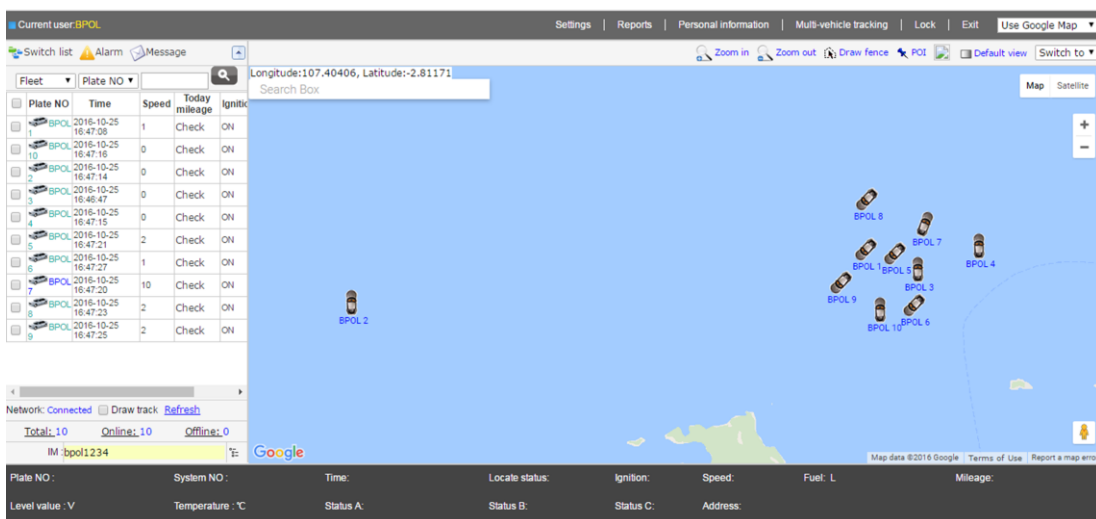 Current user:BPOL
Settings | Reports | Personal information | Multi-vehicle tracking | Lock | Exit Use Google Map
Switch list Alarm Message
Zoom in Zoom out Draw fence POI Default view Switch to
Fleet Plate NO
Longitude:107.40406, Latitude:-2.81171
Search Box
Map Satellite
Plate NO Time Speed Today mileage Ignitic
BPOL 1 2016-10-25 16:47:08 1 Check ON
BPOL 10 2016-10-25 16:47:16 0 Check ON
BPOL 2 2016-10-25 16:47:14 0 Check ON
BPOL 3 2016-10-25 16:46:47 0 Check ON
BPOL 4 2016-10-25 16:47:15 0 Check ON
BPOL 5 2016-10-25 16:47:21 2 Check ON
BPOL 6 2016-10-25 16:47:27 1 Check ON
BPOL 7 2016-10-25 16:47:20 10 Check ON
BPOL 8 2016-10-25 16:47:23 2 Check ON
BPOL 9 2016-10-25 16:47:25 2 Check ON
+
−
BPOL 8
BPOL 7
BPOL 1
BPOL 5
BPOL 4
BPOL 3
BPOL 9
BPOL 2
BPOL 10
BPOL 6
Network: Connected Draw track Refresh
Total: 10 Online: 10 Offline: 0
IM :bpol1234
Google
Map data ©2016 Google Terms of Use Report a map erro
Plate NO : System NO : Time: Locate status: Ignition: Speed: Fuel: L Mileage:
Level value : V Temperature : ℃ Status A: Status B: Status C: Address: